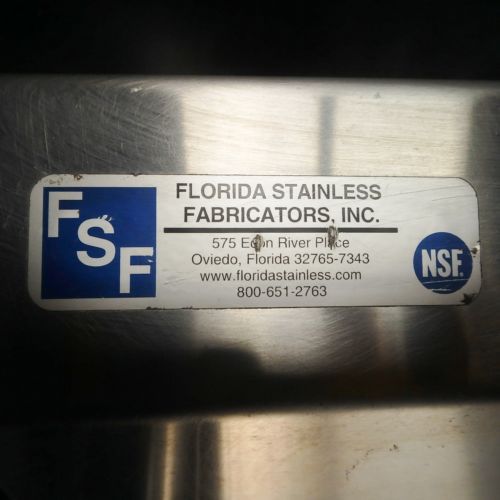 FSF
FLORIDA STAINLESS
FABRICATORS, INC.
575 Econ River Place
Oviedo, Florida 32765-7343
www.floridastainless.com
800-651-2763
NSF.